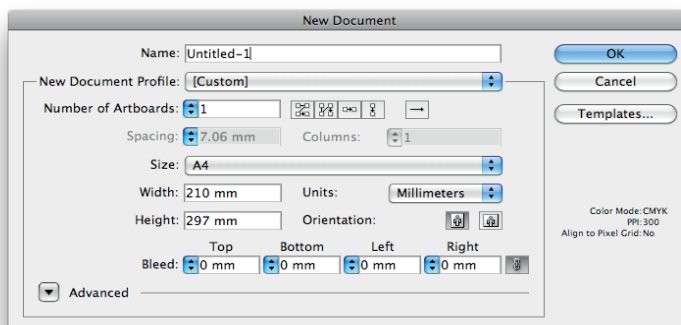 New Document
Name: Untitled-1
OK
New Document Profile: [Custom]
Cancel
Number of Artboards: 1
Templates...
Spacing: 7.06 mm Columns: 1
Size: A4
Width: 210 mm Units: Millimeters
Height: 297 mm Orientation:
Color Mode:CMYK
PPI:300
Align to Pixel Grid:No
Top Bottom Left Right
Bleed: 0 mm 0 mm 0 mm 0 mm
Advanced